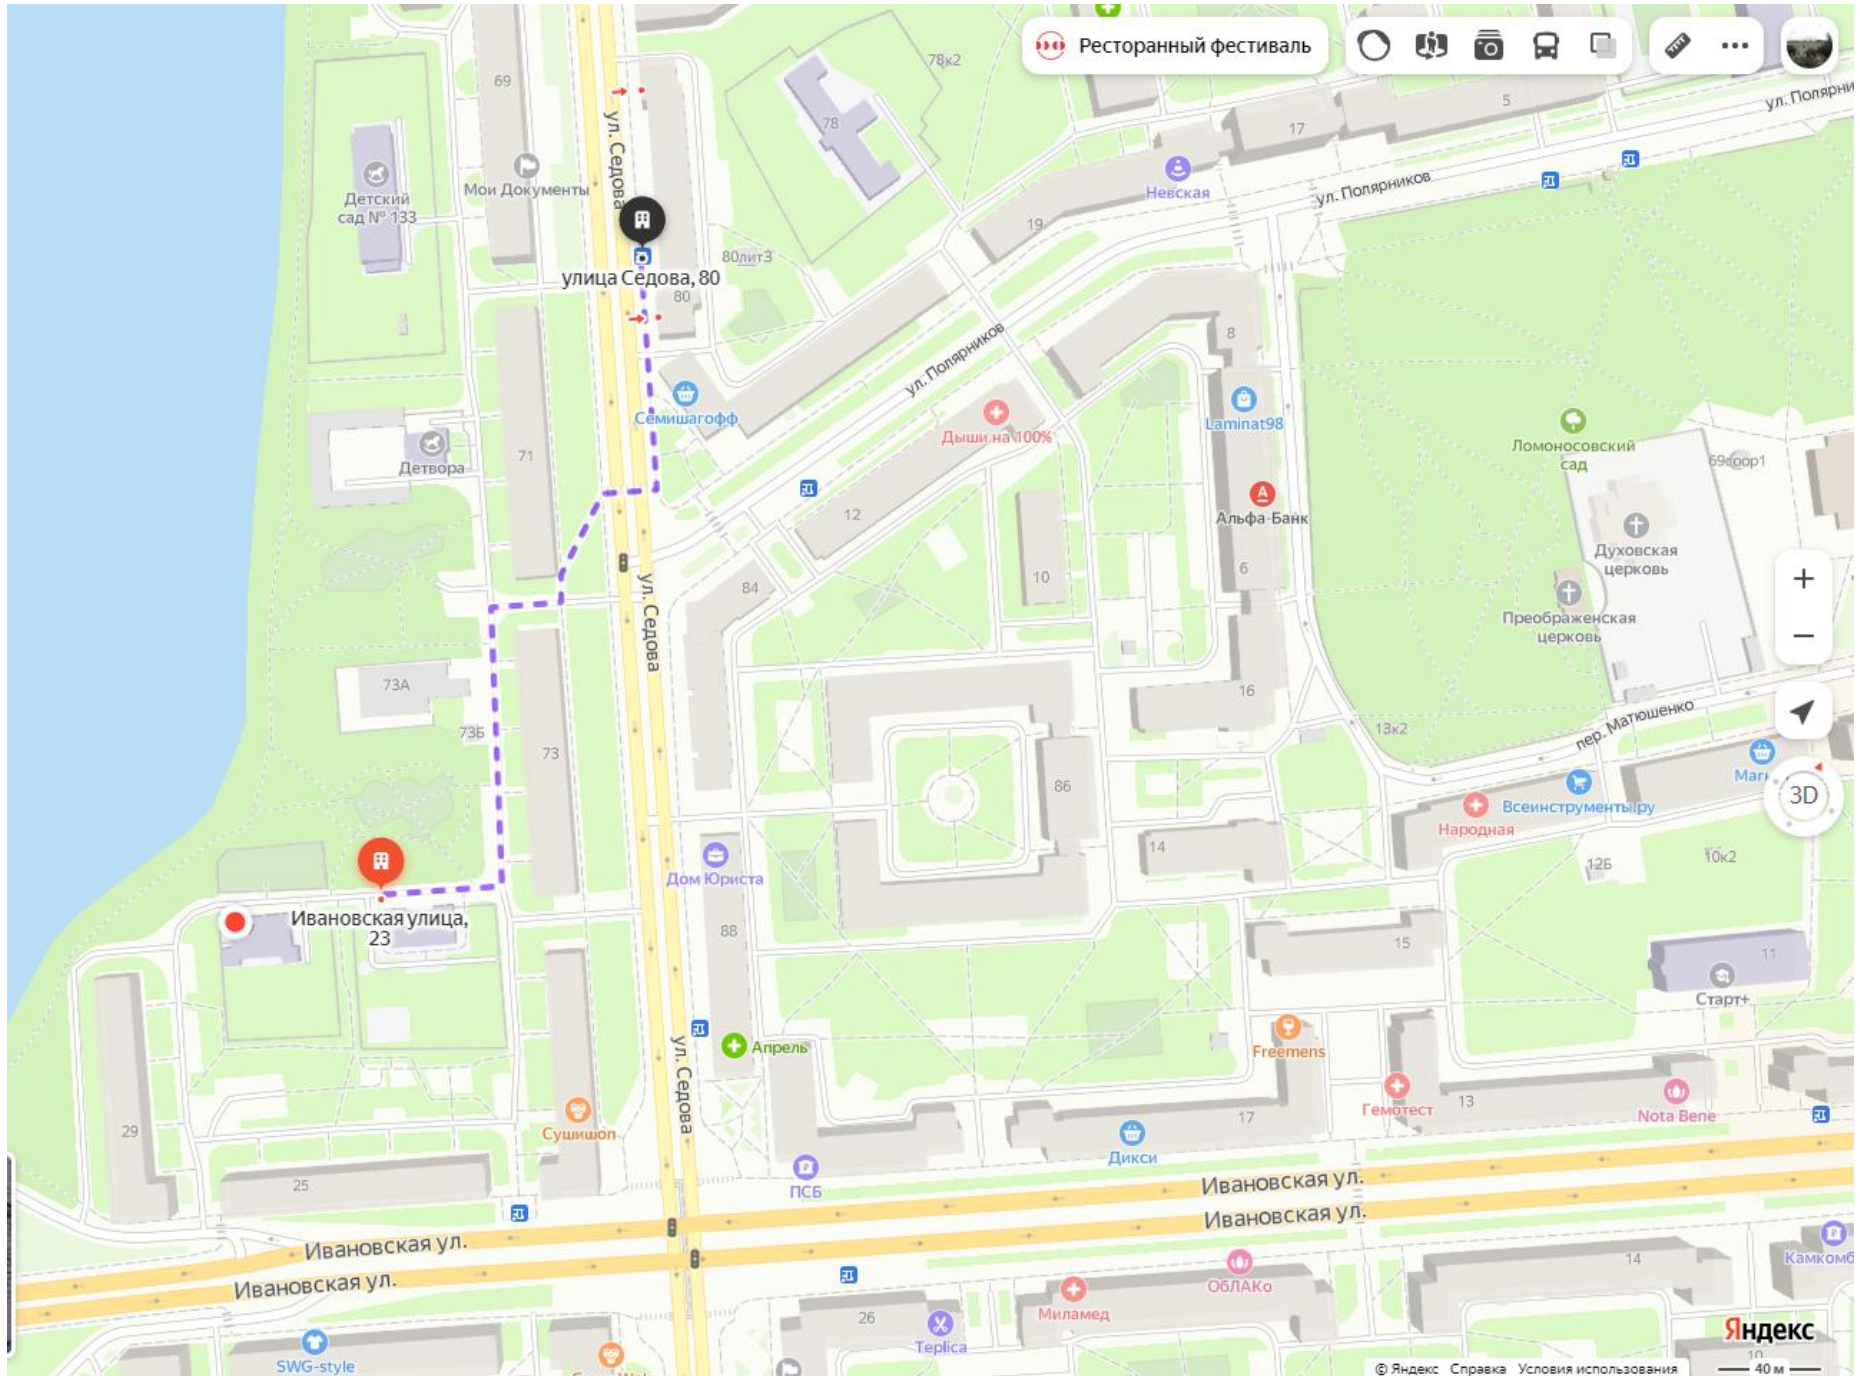 Ресторанный фестиваль
69
78к2
5
17
ул. Полярни
78
ул. Седова
Мои Документы
Детский
сад № 133
Невская
ул. Полярников
19
80лит3
улица Седова, 80
80
8
ул. Полярников
Семишагофф
Laminat98
Дыши на 100%
Ломоносовский
сад
69соор1
Детвора
71
12
Альфа-Банк
Духовская
церковь
10
6
84
ул. Седова
Преображенская
церковь
73А
16
73Б
73
13к2
пер. Матюшенко
86
3D
Всеинструменты.ру
Народная
14
12Б
10к2
Дом Юриста
Ивановская улица,
23
88
15
11
Старт+
ул. Седова
Апрель
Freemens
Гемотест
13
Nota Bene
29
17
Сушишоп
Дикси
25
ПСБ
Ивановская ул.
Ивановская ул.
Ивановская ул.
Ивановская ул.
14
ОбЛАКо
Миламед
26
Teplica
SWG-style
Яндекс
10
© Яндекс Справка Условия использования
40 м